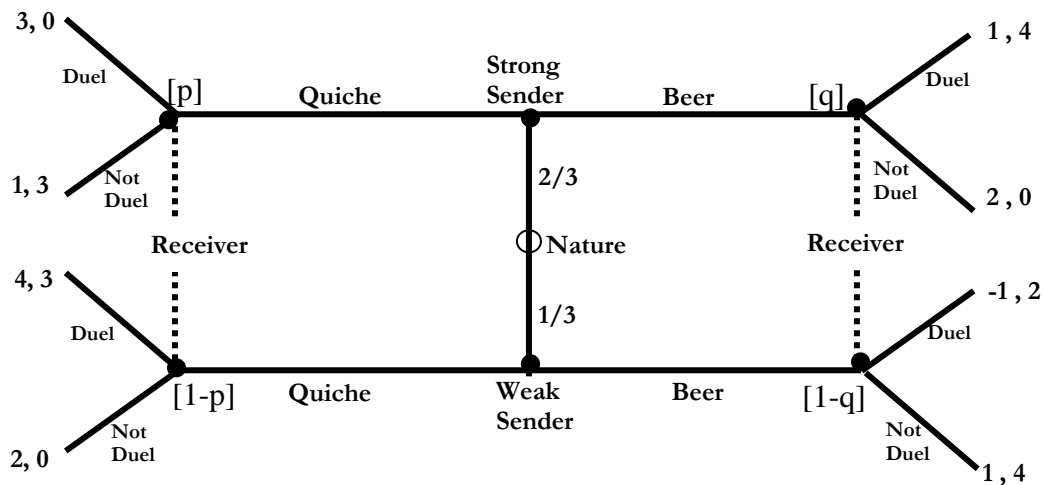 3, 0
1 , 4
Duel
Duel
[p]
Quiche
Strong
Sender
Beer
[q]
Not
Duel
1, 3
2/3
Not
Duel
2 , 0
Receiver
Nature
Receiver
4, 3
-1 , 2
Duel
1/3
Duel
[1-p]
Quiche
Weak
Sender
Beer
[1-q]
Not
Duel
2, 0
Not
Duel
1 , 4